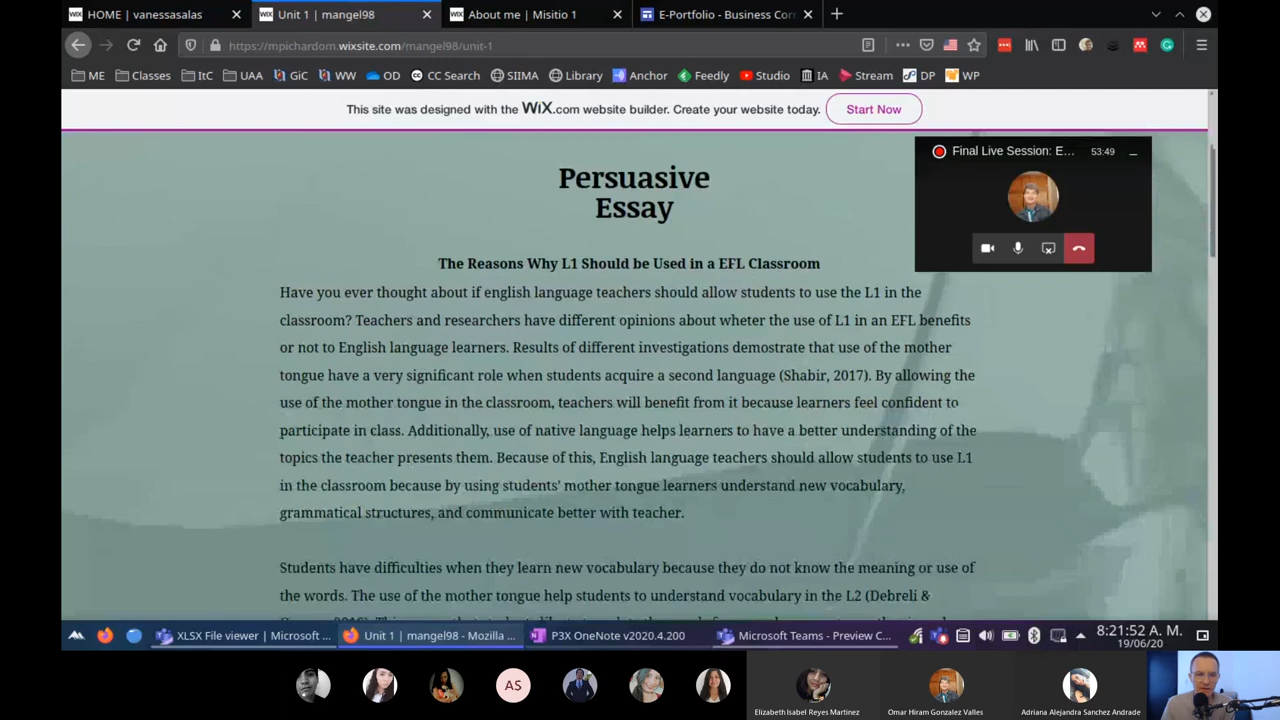 HOME | vanessasalas
Unit 1 | mangel98
About me | Misitio 1
E-Portfolio - Business Cor
https://mpichardom.wixsite.com/mangel98/unit-1
ME
Classes
ItC
UAA
GiC
WW
OD
CC Search
SIIMA
Library
Anchor
Feedly
Studio
IA
Stream
DP
WP
This site was designed with the WiX.com website builder. Create your website today.
Start Now
Final Live Session: E...
53:49
Persuasive
Essay
The Reasons Why L1 Should be Used in a EFL Classroom
Have you ever thought about if english language teachers should allow students to use the L1 in the
classroom? Teachers and researchers have different opinions about wheter the use of L1 in an EFL benefits
or not to English language learners. Results of different investigations demostrate that use of the mother
tongue have a very significant role when students acquire a second language (Shabir, 2017). By allowing the
use of the mother tongue in the classroom, teachers will benefit from it because learners feel confident to
participate in class. Additionally, use of native language helps learners to have a better understanding of the
topics the teacher presents them. Because of this, English language teachers should allow students to use L1
in the classroom because by using students' mother tongue learners understand new vocabulary,
grammatical structures, and communicate better with teacher.
Students have difficulties when they learn new vocabulary because they do not know the meaning or use of
the words. The use of the mother tongue help students to understand vocabulary in the L2 (Debreli &
XLSX File viewer | Microsoft ...
Unit 1 | mangel98 - Mozilla ...
P3X OneNote v2020.4.200
Microsoft Teams - Preview C...
8:21:52 A. M.
19/06/20
AS
Elizabeth Isabel Reyes Martinez
Omar Hiram Gonzalez Valles
Adriana Alejandra Sanchez Andrade